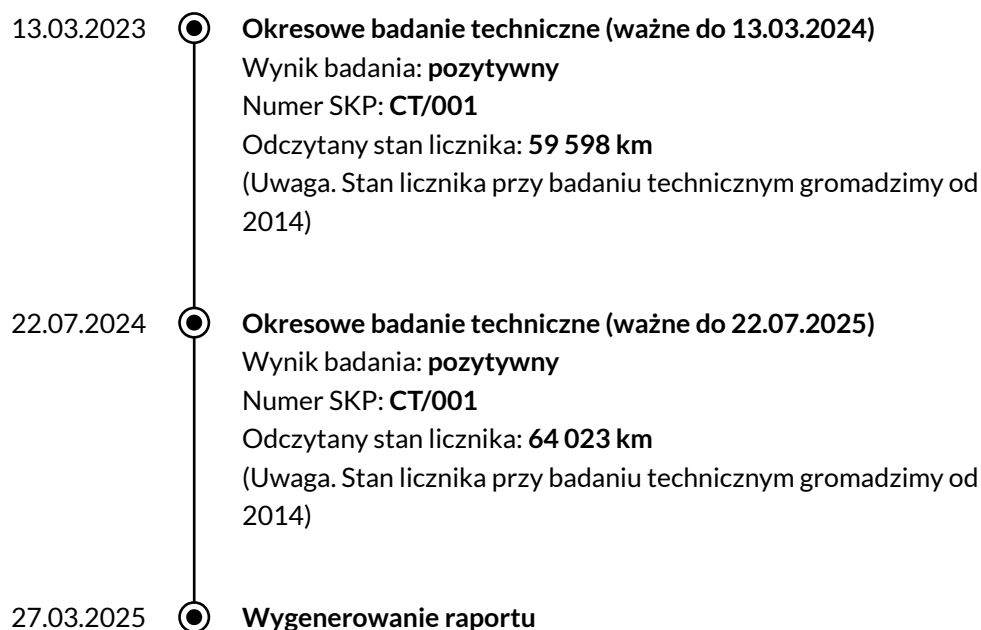 13.03.2023 Okresowe badanie techniczne (ważne do 13.03.2024)
Wynik badania: pozytywny
Numer SKP: CT/001
Odczytany stan licznika: 59 598 km
(Uwaga. Stan licznika przy badaniu technicznym gromadzimy od
2014)
22.07.2024 Okresowe badanie techniczne (ważne do 22.07.2025)
Wynik badania: pozytywny
Numer SKP: CT/001
Odczytany stan licznika: 64 023 km
(Uwaga. Stan licznika przy badaniu technicznym gromadzimy od
2014)
27.03.2025 Wygenerowanie raportu